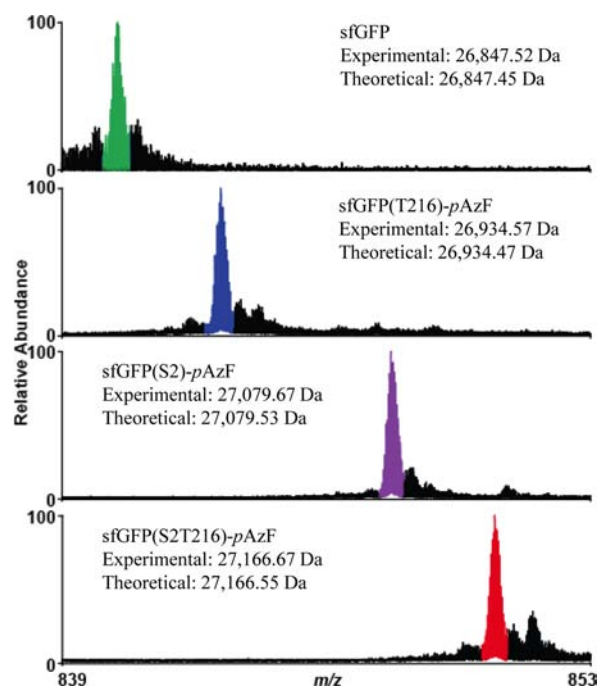 100
sfGFP
Experimental: 26,847.52 Da
Theoretical: 26,847.45 Da
0
100
sfGFP(T216)-pAzF
Experimental: 26,934.57 Da
Theoretical: 26,934.47 Da
0
Relative Abundance
100
sfGFP(S2)-pAzF
Experimental: 27,079.67 Da
Theoretical: 27,079.53 Da
0
100
sfGFP(S2T216)-pAzF
Experimental: 27,166.67 Da
Theoretical: 27,166.55 Da
0
839 m/z 853